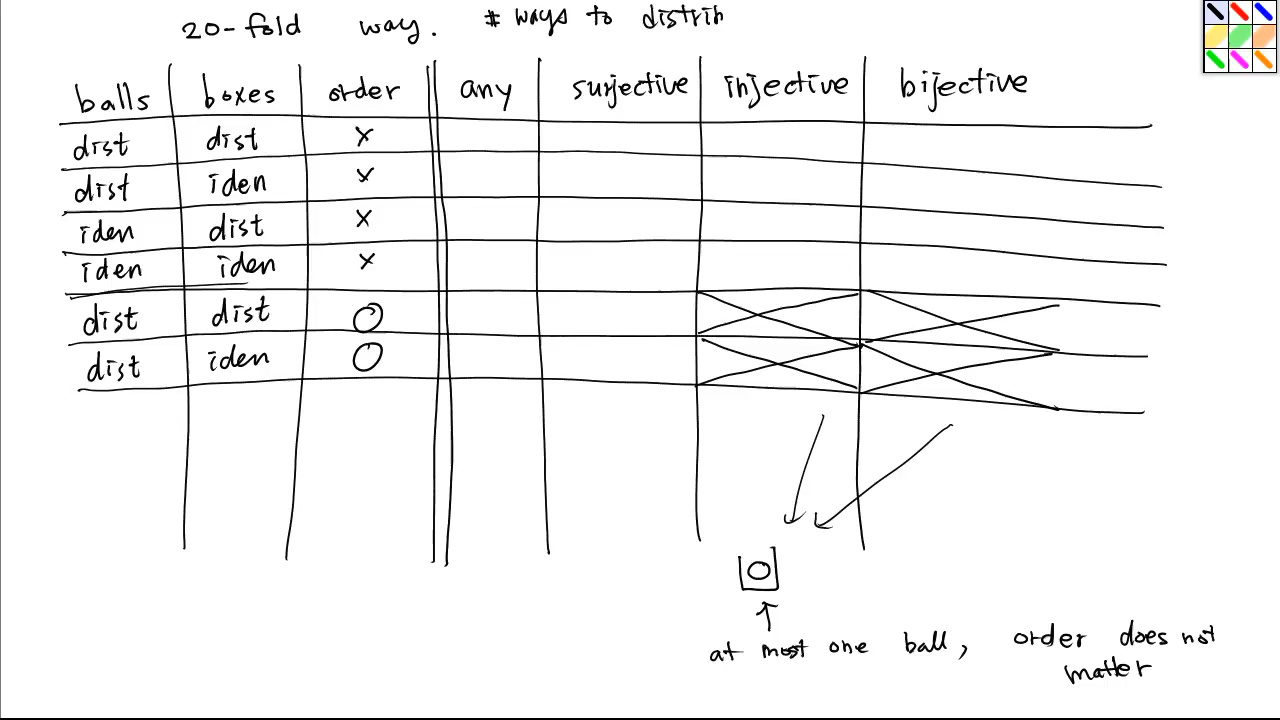 20-fold way. # ways to distrib
balls boxes order any surjective injective bijective
dist dist x
dist iden x
iden dist x
iden iden x
dist dist O
dist iden O
at most one ball, order does not
matter